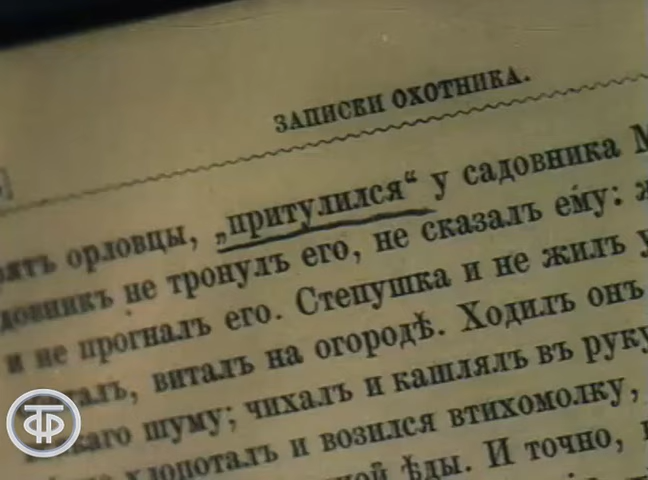 ЗАПИСКИ ОХОТНИКА.
орловцы, „притулился“ у садовника
не тронулъ его, не сказалъ ему:
и не прогналъ его. Степушка и не жилъ
виталъ на огородѣ. Ходилъ онъ
шуму; чихалъ и кашлялъ въ
хлопоталъ и возился втихомолку,
ѣды. И точно,